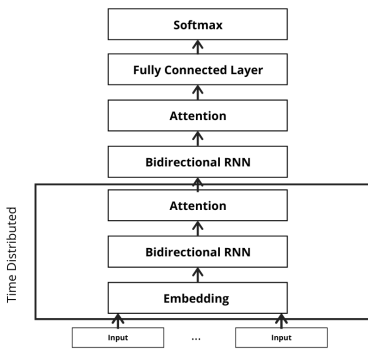 Softmax
Fully Connected Layer
Attention
Bidirectional RNN
Time Distributed
Attention
Bidirectional RNN
Embedding
Input ... Input